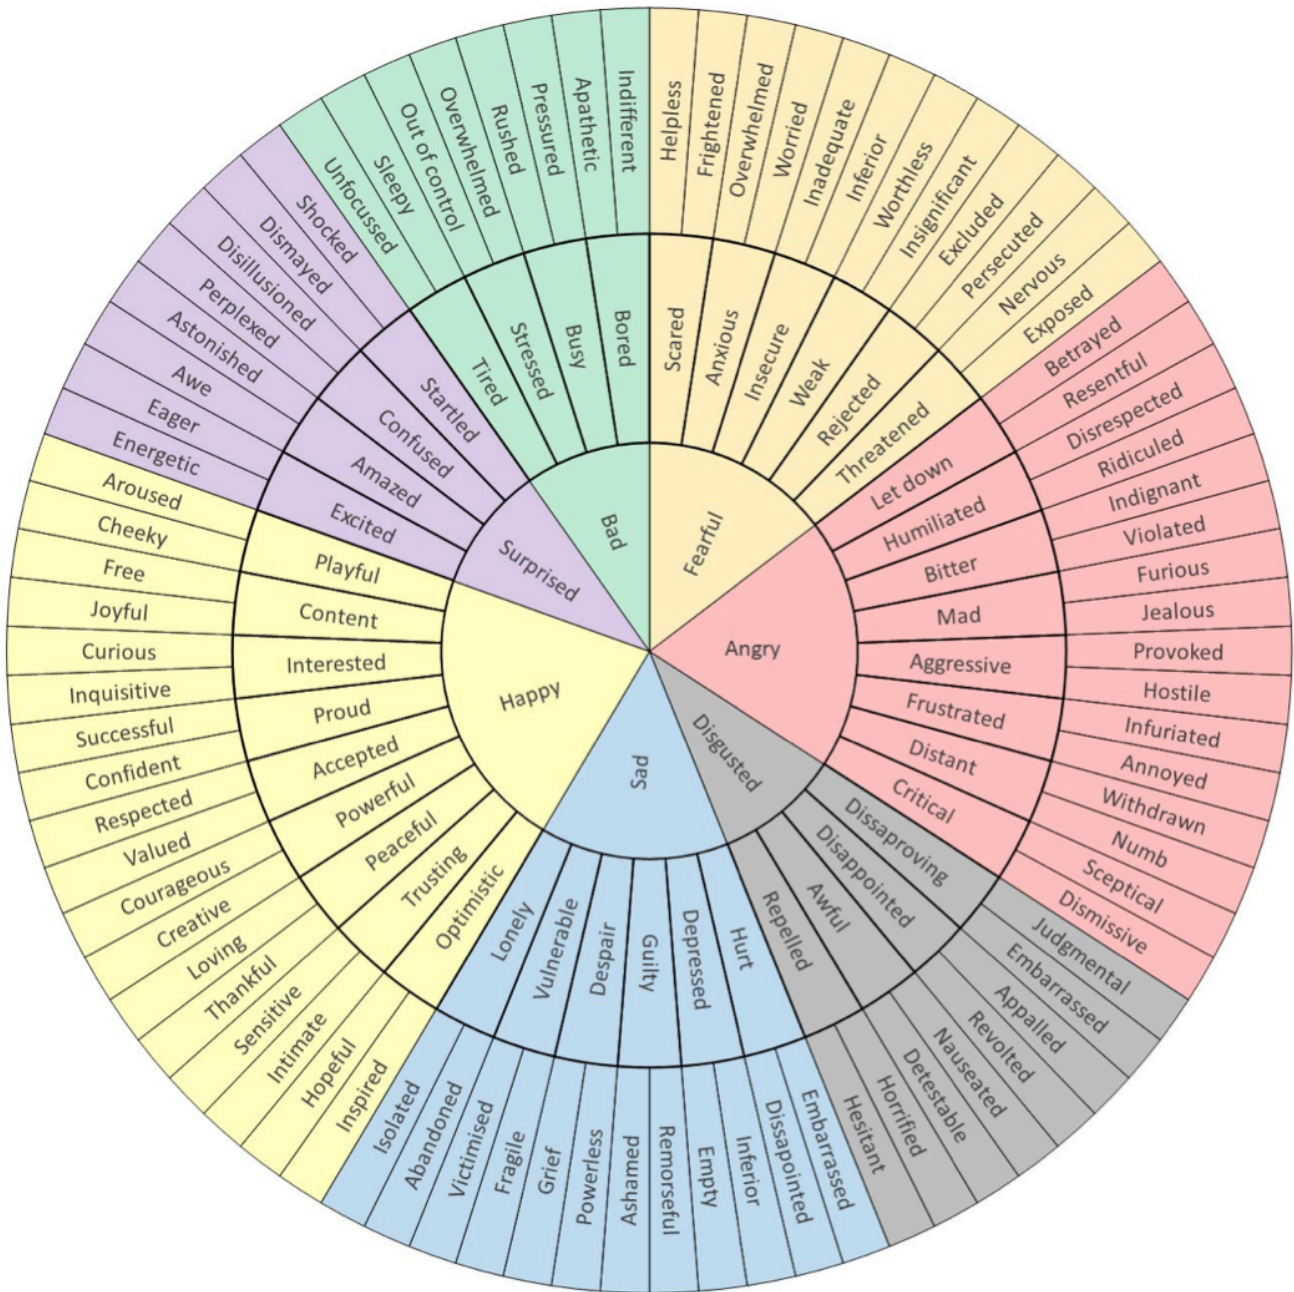 Fearful
Angry
Disgusted
Sad
Happy
Surprised
Bad
Scared
Anxious
Insecure
Weak
Rejected
Threatened
Let down
Humiliated
Bitter
Mad
Aggressive
Frustrated
Distant
Critical
Dissaproving
Disappointed
Awful
Repelled
Hurt
Depressed
Guilty
Despair
Vulnerable
Lonely
Optimistic
Trusting
Peaceful
Powerful
Accepted
Proud
Interested
Content
Playful
Excited
Amazed
Confused
Startled
Tired
Stressed
Busy
Bored
Helpless
Frightened
Overwhelmed
Worried
Inadequate
Inferior
Worthless
Insignificant
Excluded
Persecuted
Nervous
Exposed
Betrayed
Resentful
Disrespected
Ridiculed
Indignant
Violated
Furious
Jealous
Provoked
Hostile
Infuriated
Annoyed
Withdrawn
Numb
Sceptical
Dismissive
Judgmental
Embarrassed
Appalled
Revolted
Nauseated
Detestable
Horrified
Hesitant
Embarrassed
Dissapointed
Inferior
Empty
Remorseful
Ashamed
Powerless
Grief
Fragile
Victimised
Abandoned
Isolated
Inspired
Hopeful
Intimate
Sensitive
Thankful
Loving
Creative
Courageous
Valued
Respected
Confident
Successful
Inquisitive
Curious
Joyful
Free
Cheeky
Aroused
Energetic
Eager
Awe
Astonished
Perplexed
Disillusioned
Dismayed
Shocked
Unfocussed
Sleepy
Out of control
Overwhelmed
Rushed
Pressured
Apathetic
Indifferent